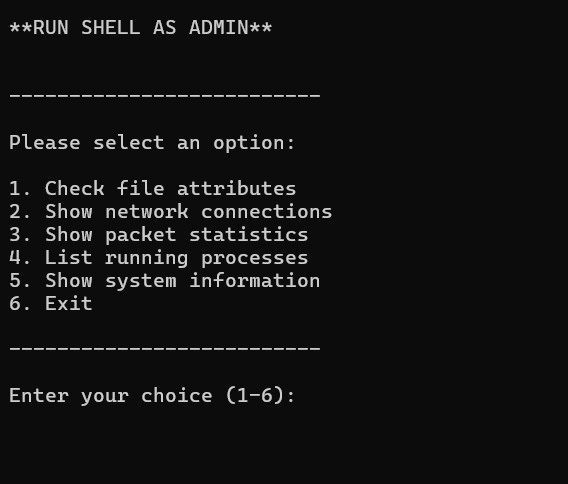 **RUN SHELL AS ADMIN**
--------------------------
Please select an option:
1. Check file attributes
2. Show network connections
3. Show packet statistics
4. List running processes
5. Show system information
6. Exit
--------------------------
Enter your choice (1-6):